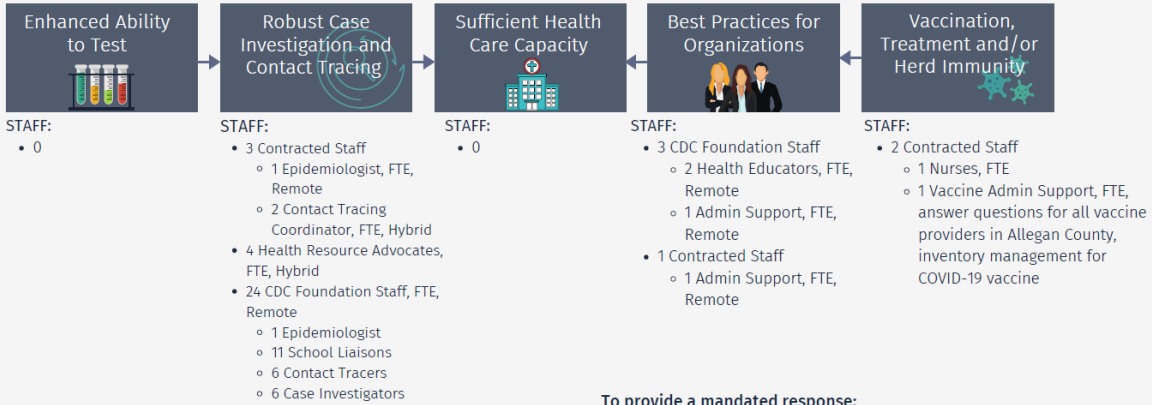 Enhanced Ability
to Test
STAFF:
• 0
Robust Case
Investigation and
Contact Tracing
STAFF:
• 3 Contracted Staff
◦ 1 Epidemiologist, FTE,
Remote
◦ 2 Contact Tracing
Coordinator, FTE, Hybrid
• 4 Health Resource Advocates,
FTE, Hybrid
• 24 CDC Foundation Staff, FTE,
Remote
◦ 1 Epidemiologist
◦ 11 School Liaisons
◦ 6 Contact Tracers
◦ 6 Case Investigators
Sufficient Health
Care Capacity
STAFF:
• 0
Best Practices for
Organizations
STAFF:
• 3 CDC Foundation Staff
◦ 2 Health Educators, FTE,
Remote
◦ 1 Admin Support, FTE,
Remote
• 1 Contracted Staff
◦ 1 Admin Support, FTE,
Remote
Vaccination,
Treatment and/or
Herd Immunity
STAFF:
• 2 Contracted Staff
◦ 1 Nurses, FTE
◦ 1 Vaccine Admin Support, FTE,
answer questions for all vaccine
providers in Allegan County,
inventory management for
COVID-19 vaccine
To provide a mandated response: